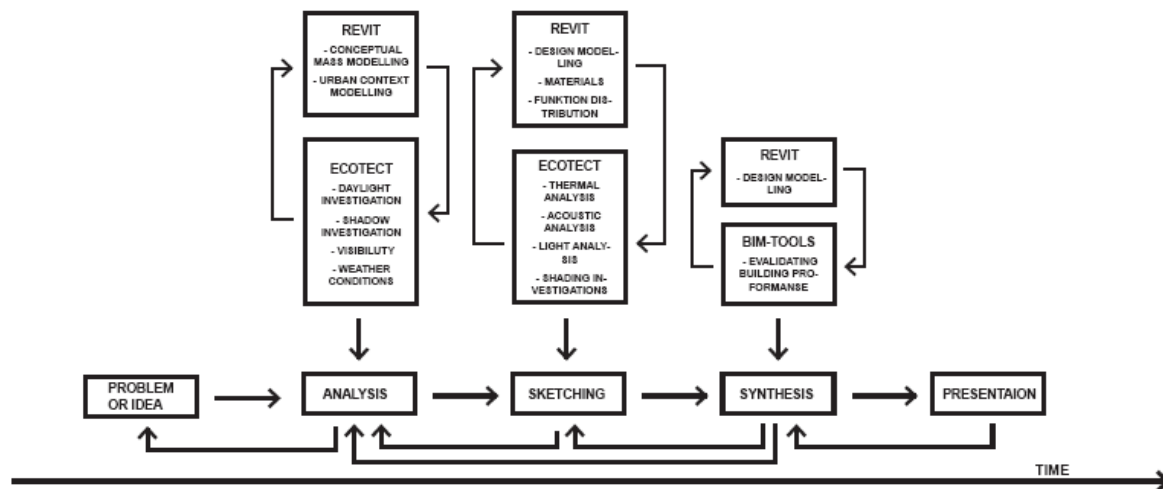 REVIT
- CONCEPTUAL
MASS MODELLING
- URBAN CONTEXT
MODELLING
ECOTECT
- DAYLIGHT
INVESTIGATION
- SHADOW
INVESTIGATION
- VISIBILUTY
- WEATHER
CONDITIONS
REVIT
- DESIGN MODEL-
LING
- MATERIALS
- FUNKTION DIS-
TRIBUTION
ECOTECT
- THERMAL
ANALYSIS
- ACOUSTIC
ANALYSIS
- LIGHT ANALY-
SIS
- SHADING IN-
VESTIGATIONS
REVIT
- DESIGN MODEL-
LING
BIM-TOOLS
- EVALIDATING
BUILDING PRO-
FORMANSE
PROBLEM
OR IDEA
ANALYSIS
SKETCHING
SYNTHESIS
PRESENTAION
TIME